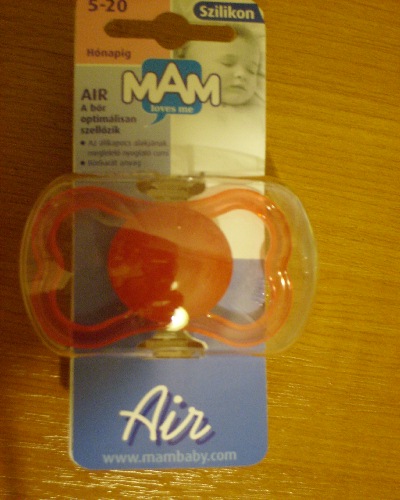 5-20
Szilikon
Hónapig
MAM
loves me
AIR
A bőr
optimálisan
szellőzik
Air
www.mambaby.com